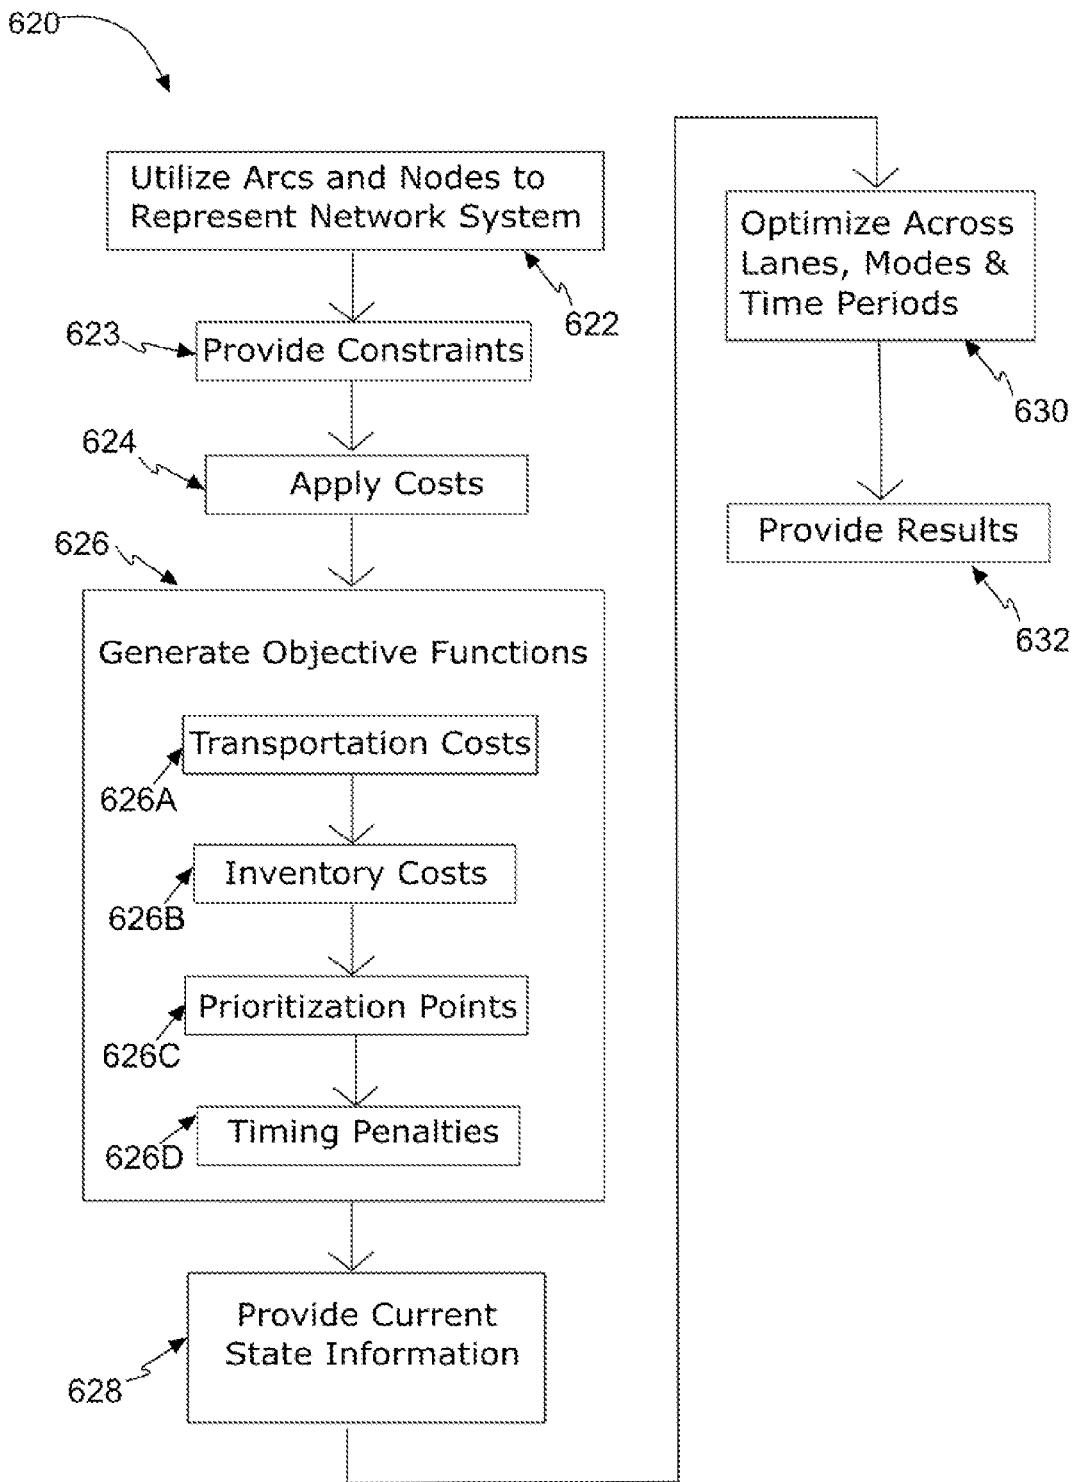 620
Utilize Arcs and Nodes to
Represent Network System
622
623
Provide Constraints
624
Apply Costs
626
Generate Objective Functions
Transportation Costs
626A
Inventory Costs
626B
Prioritization Points
626C
Timing Penalties
626D
Provide Current
State Information
628
Optimize Across
Lanes, Modes &
Time Periods
630
Provide Results
632